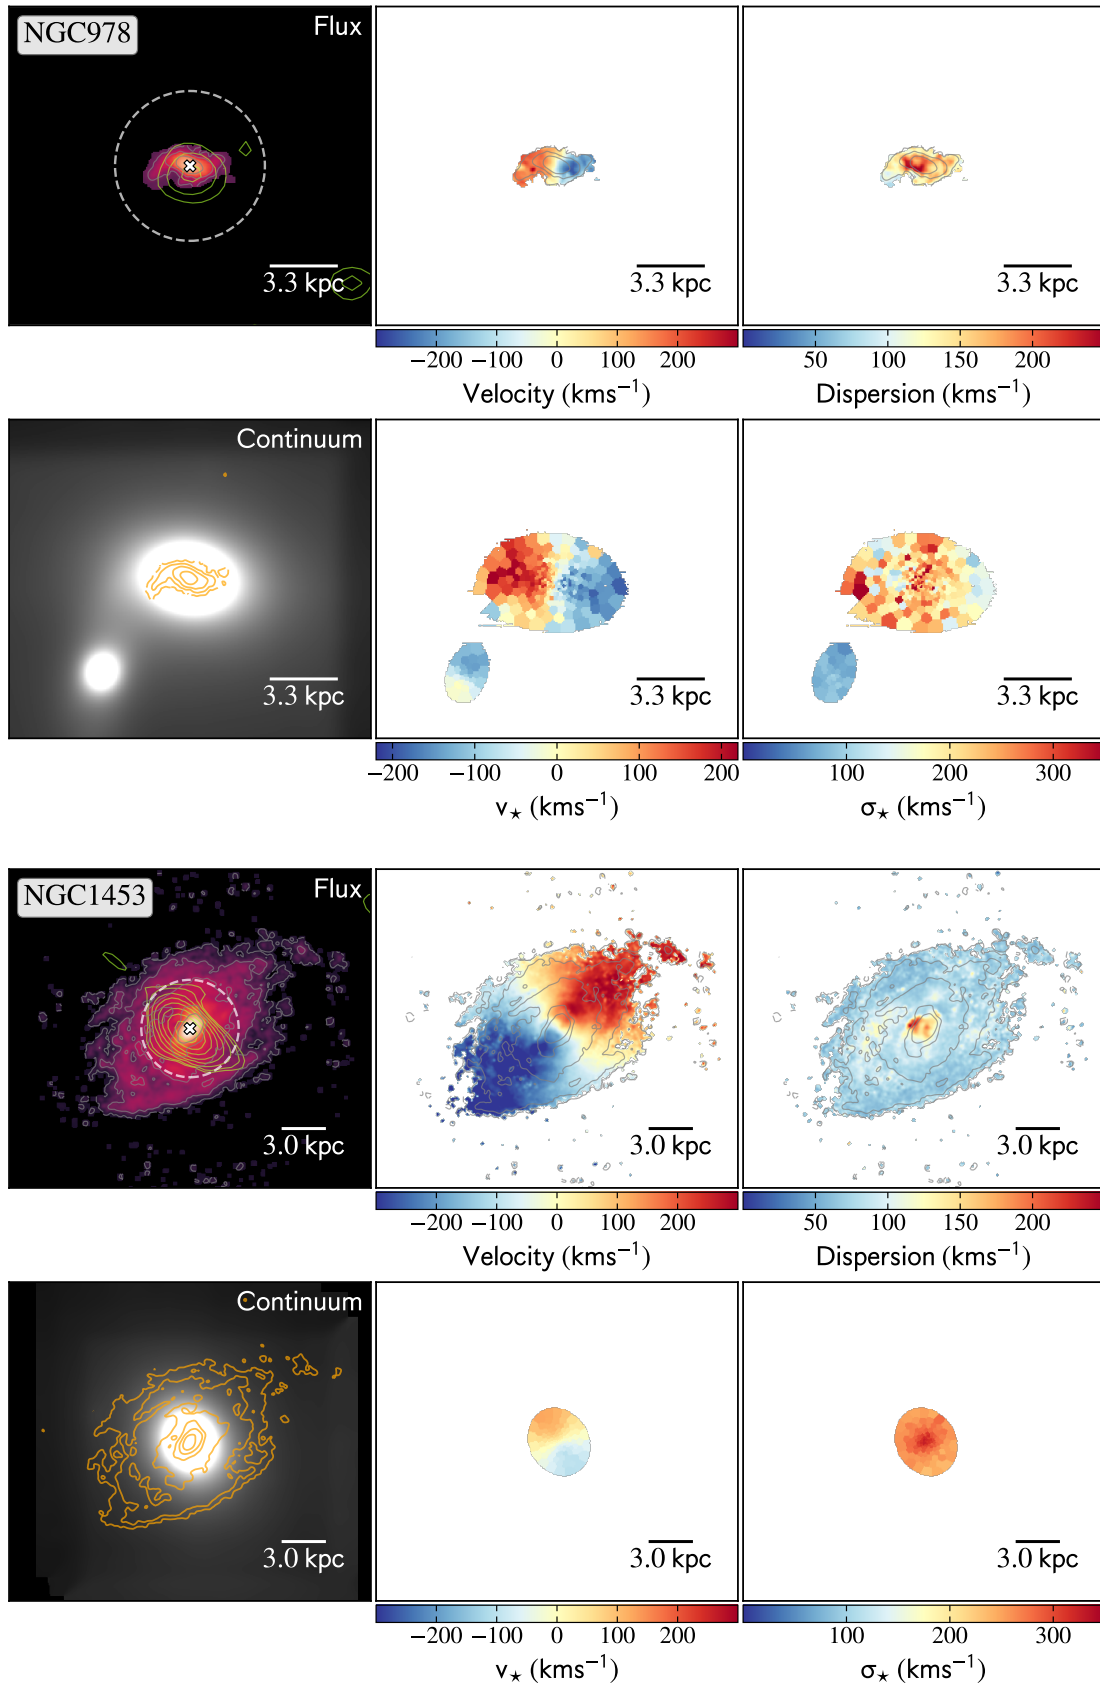 NGC978
Flux
3.3 kpc
3.3 kpc
3.3 kpc
−200 −100 0 100 200
50 100 150 200
Velocity (kms⁻¹)
Dispersion (kms⁻¹)
Continuum
3.3 kpc
3.3 kpc
3.3 kpc
−200 −100 0 100 200
100 200 300
v⋆ (kms⁻¹)
σ⋆ (kms⁻¹)
NGC1453
Flux
3.0 kpc
3.0 kpc
3.0 kpc
−200 −100 0 100 200
50 100 150 200
Velocity (kms⁻¹)
Dispersion (kms⁻¹)
Continuum
3.0 kpc
3.0 kpc
3.0 kpc
−200 −100 0 100 200
100 200 300
v⋆ (kms⁻¹)
σ⋆ (kms⁻¹)